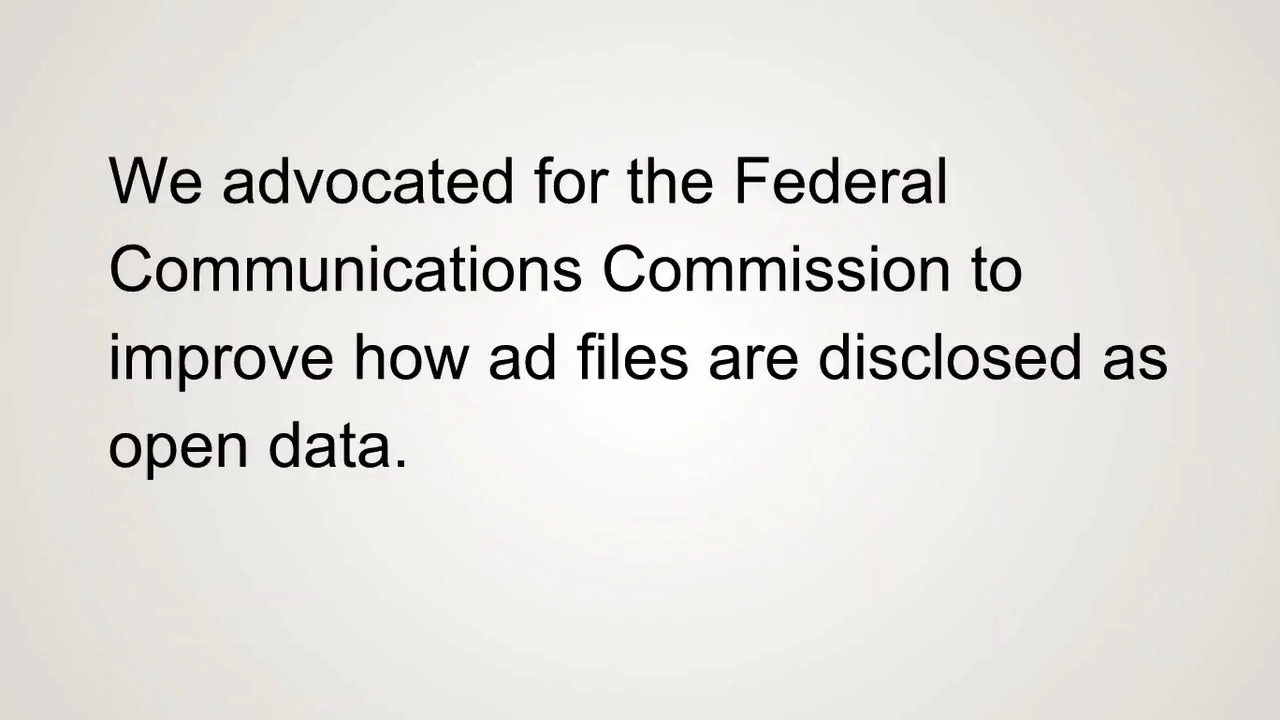 We advocated for the Federal
Communications Commission to
improve how ad files are disclosed as
open data.